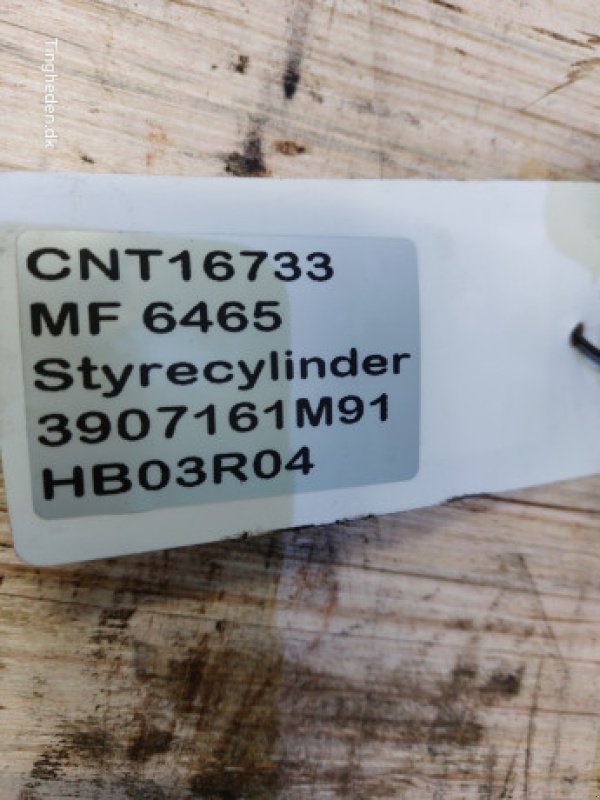 Tingheden.dk
CNT16733
MF 6465
Styrecylinder
3907161M91
HB03R04